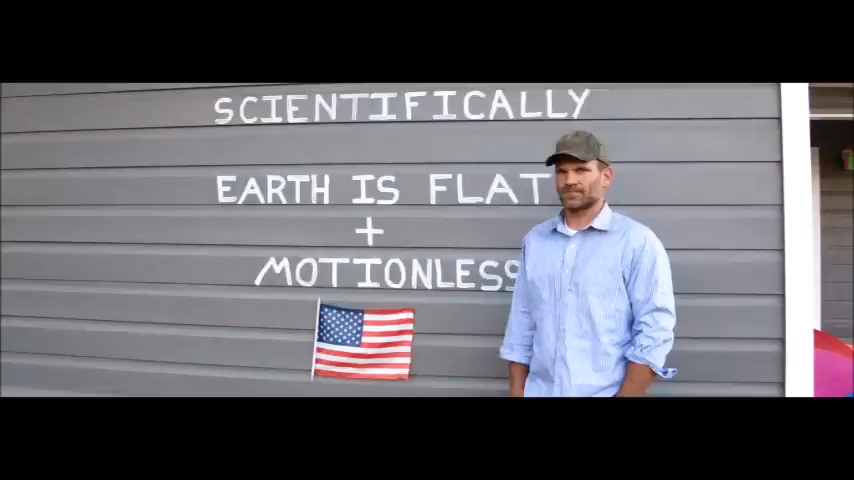 SCIENTIFICALLY
EARTH IS FLAT
+
MOTIONLESS